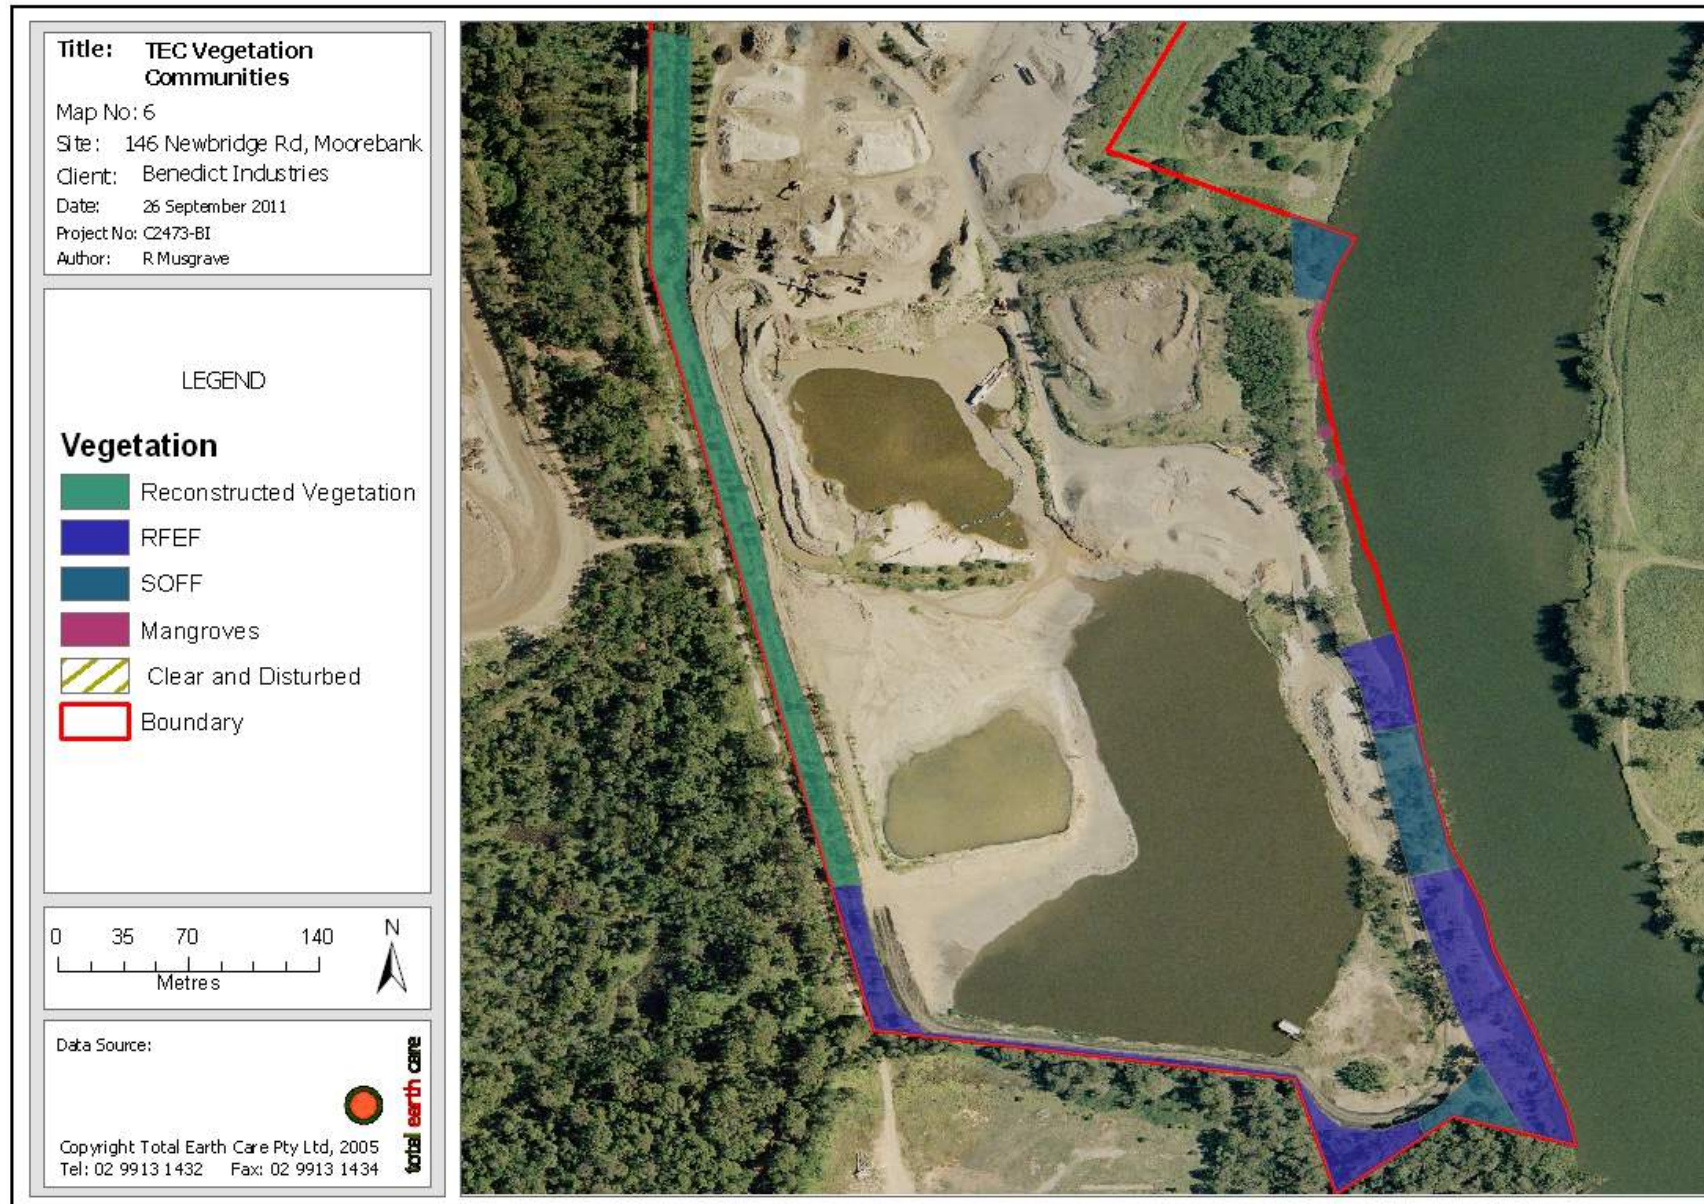 Title: TEC Vegetation
Communities
Map No: 6
Site: 146 Newbridge Rd, Moorebank
Client: Benedict Industries
Date: 26 September 2011
Project No: C2473-BI
Author: R Musgrave
LEGEND
Vegetation
Reconstructed Vegetation
RFEF
SOFF
Mangroves
Clear and Disturbed
Boundary
0 35 70 140
Metres
N
Data Source:
total earth care
Copyright Total Earth Care Pty Ltd, 2005
Tel: 02 9913 1432 Fax: 02 9913 1434